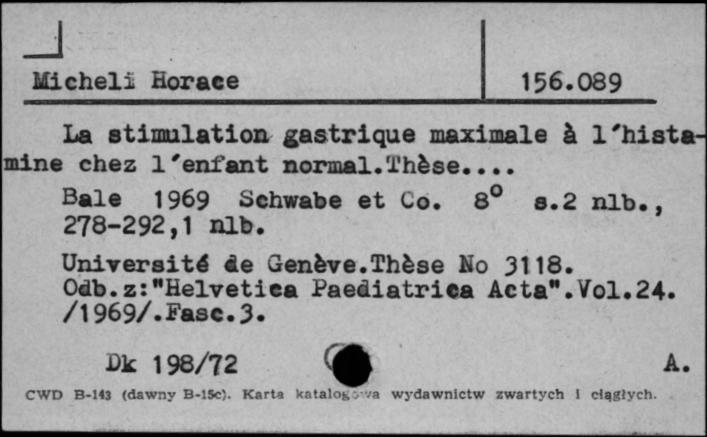 Micheli Horace 156.089
La stimulation gastrique maximale à l'hista-
mine chez l'enfant normal.Thèse....
Bale 1969 Schwabe et Co. 8° s.2 nlb.,
278-292,1 nlb.
Université de Genève.Thèse No 3118.
Odb.z:"Helvetica Paediatrica Acta".Vol.24.
/1969/.Fasc.3.
Dk 198/72 A.
CWD B-143 (dawny B-15c). Karta katalogowa wydawnictw zwartych i ciągłych.